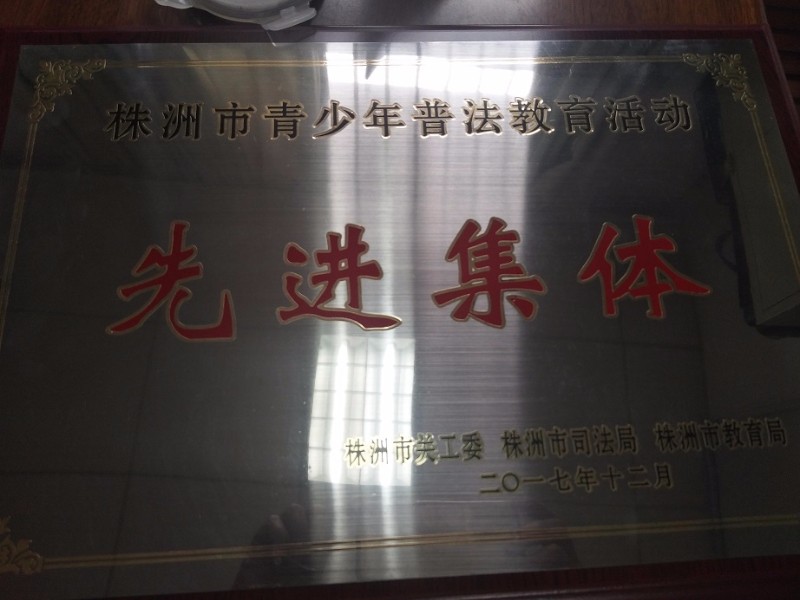 株洲市青少年普法教育活动
先进集体
株洲市关工委 株洲市司法局 株洲市教育局
二〇一七年十二月